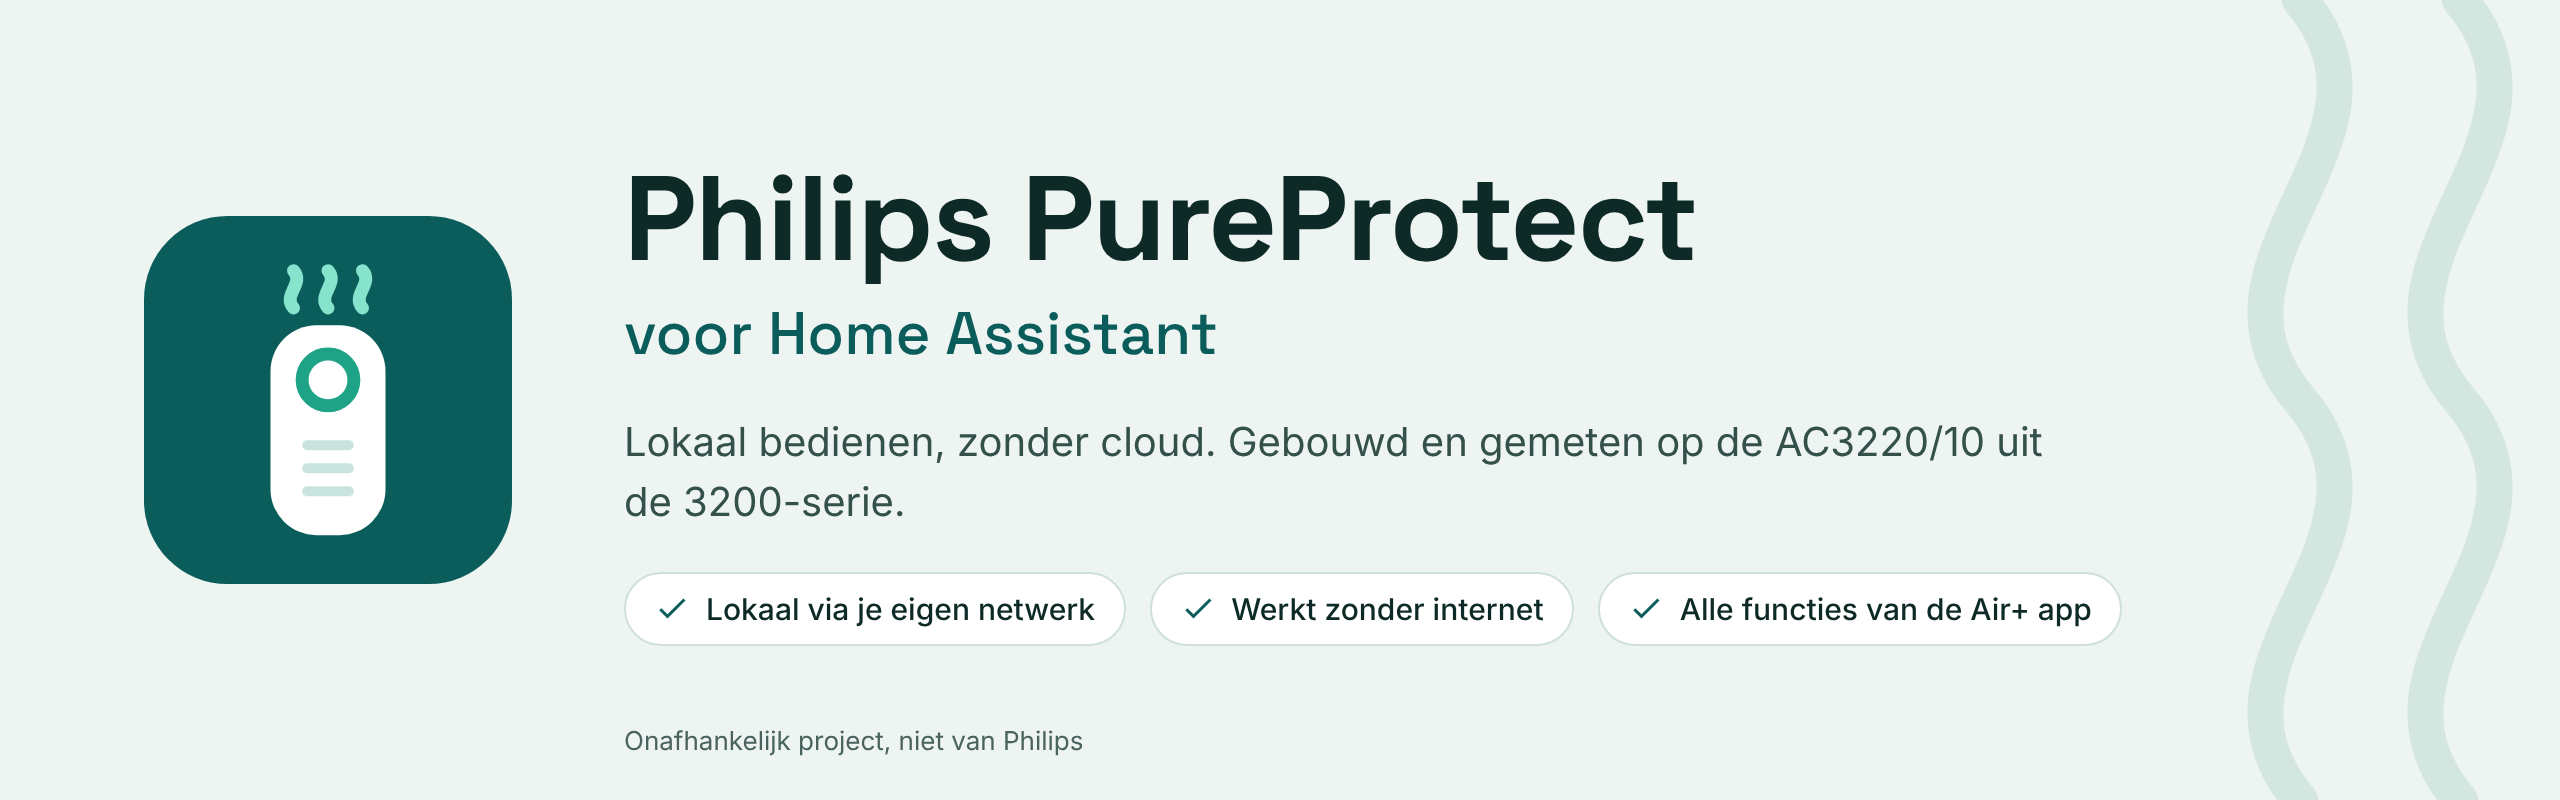 Philips PureProtect
voor Home Assistant
Lokaal bedienen, zonder cloud. Gebouwd en gemeten op de AC3220/10 uit
de 3200-serie.
Lokaal via je eigen netwerk
Werkt zonder internet
Alle functies van de Air+ app
Onafhankelijk project, niet van Philips